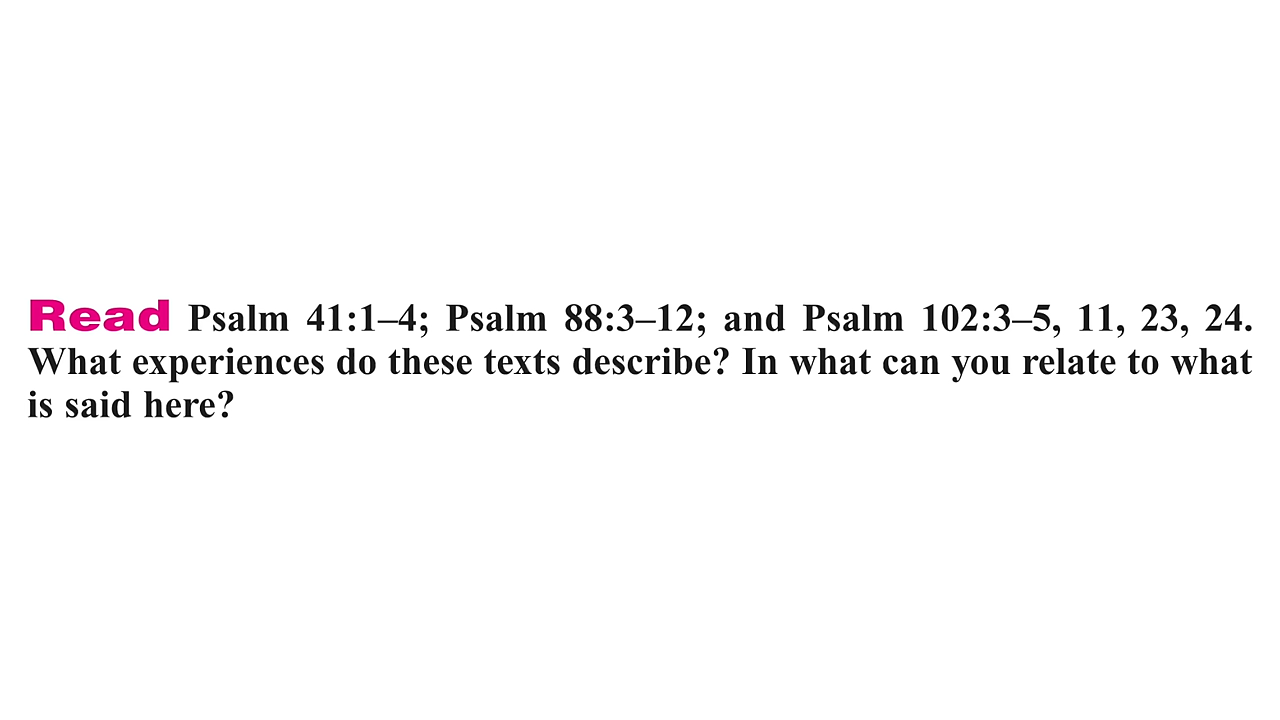 Read Psalm 41:1–4; Psalm 88:3–12; and Psalm 102:3–5, 11, 23, 24.
What experiences do these texts describe? In what can you relate to what
is said here?